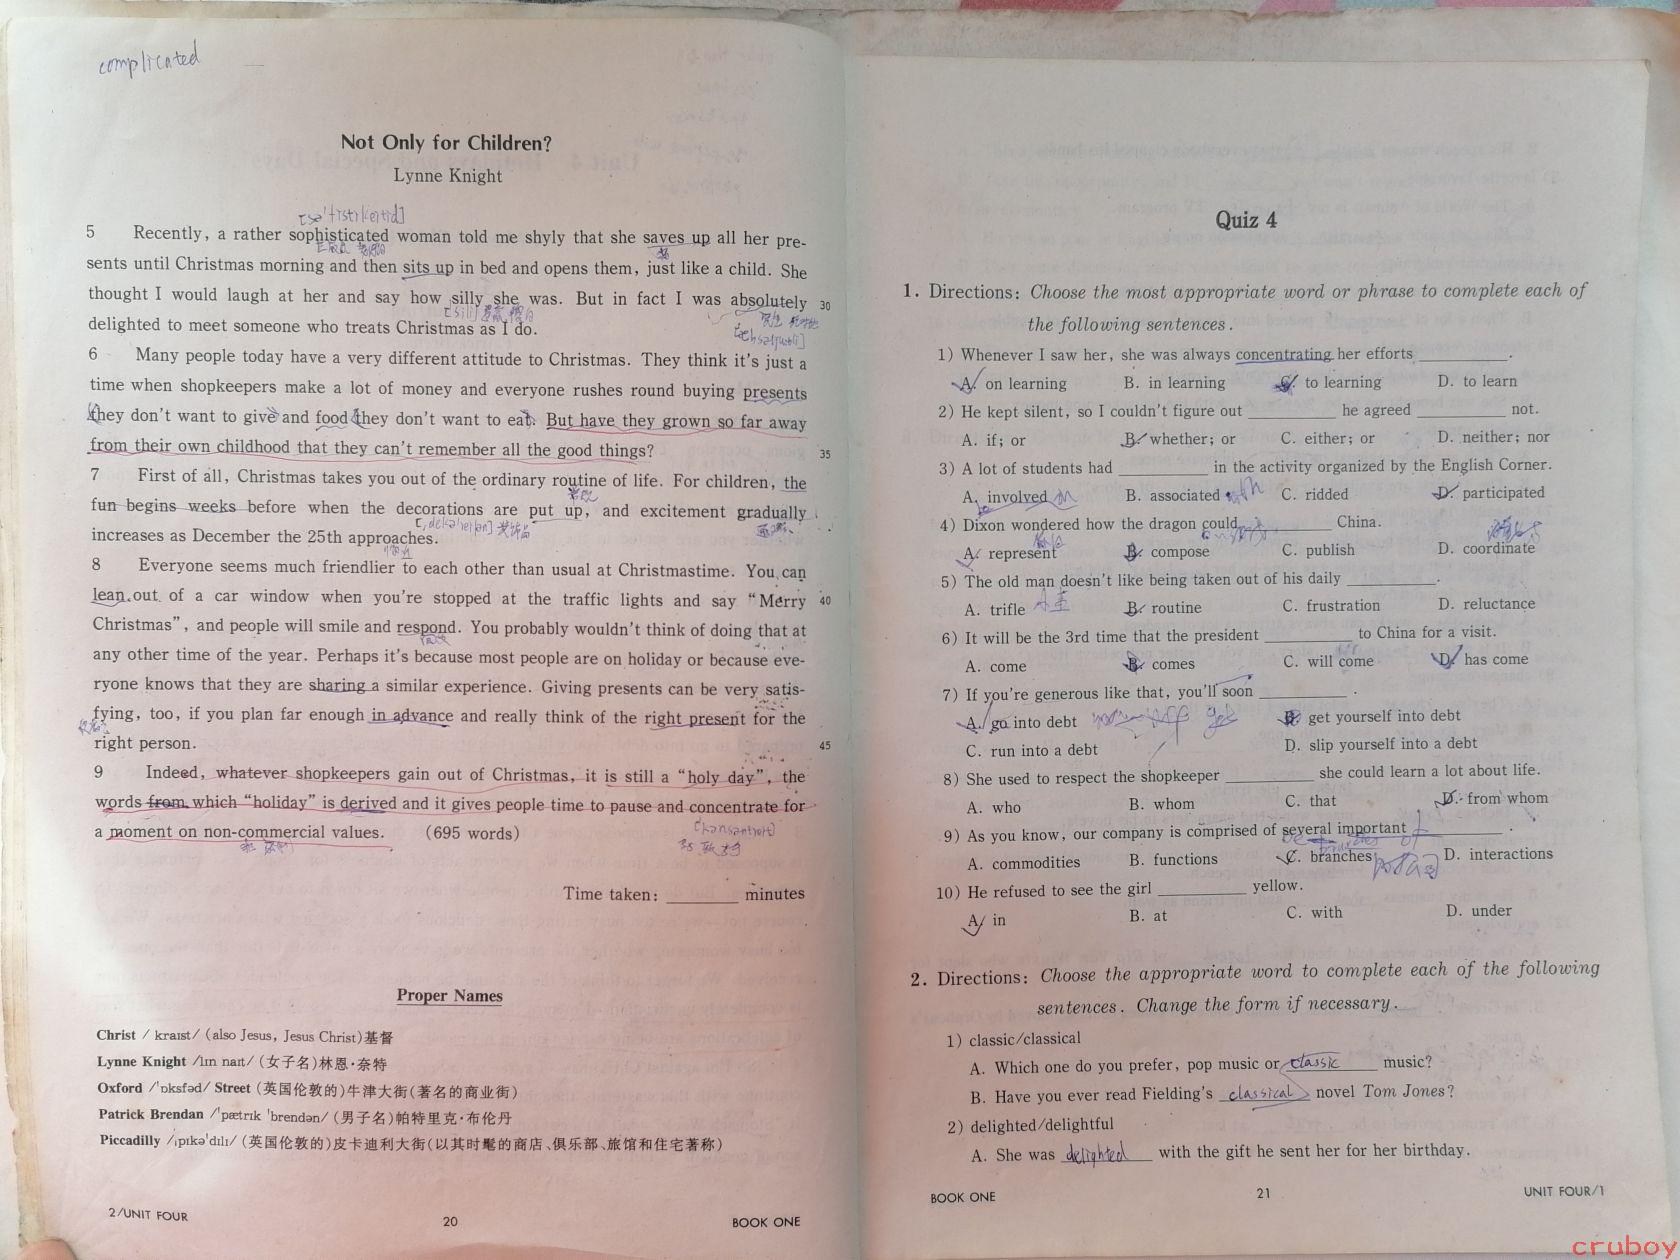 complicated
Not Only for Children?
Lynne Knight
5 Recently, a rather sophisticated woman told me shyly that she saves up all her pre-
sents until Christmas morning and then sits up in bed and opens them, just like a child. She
thought I would laugh at her and say how silly she was. But in fact I was absolutely 30
delighted to meet someone who treats Christmas as I do.
6 Many people today have a very different attitude to Christmas. They think it's just a
time when shopkeepers make a lot of money and everyone rushes round buying presents
they don't want to give and food they don't want to eat. But have they grown so far away
from their own childhood that they can't remember all the good things? 35
7 First of all, Christmas takes you out of the ordinary routine of life. For children, the
fun begins weeks before when the decorations are put up, and excitement gradually
increases as December the 25th approaches.
8 Everyone seems much friendlier to each other than usual at Christmastime. You can
lean out of a car window when you're stopped at the traffic lights and say "Merry 40
Christmas", and people will smile and respond. You probably wouldn't think of doing that at
any other time of the year. Perhaps it's because most people are on holiday or because eve-
ryone knows that they are sharing a similar experience. Giving presents can be very satis-
fying, too, if you plan far enough in advance and really think of the right present for the
right person. 45
9 Indeed, whatever shopkeepers gain out of Christmas, it is still a "holy day", the
words from which "holiday" is derived and it gives people time to pause and concentrate for
a moment on non-commercial values. (695 words)
Time taken: ________ minutes
Proper Names
Christ / kraɪst/ (also Jesus, Jesus Christ)基督
Lynne Knight /lɪn naɪt/ (女子名)林恩·奈特
Oxford /'ɒksfəd/ Street (英国伦敦的)牛津大街(著名的商业街)
Patrick Brendan /'pætrɪk 'brendən/ (男子名)帕特里克·布伦丹
Piccadilly /ˌpɪkə'dɪlɪ/ (英国伦敦的)皮卡迪利大街(以其时髦的商店、俱乐部、旅馆和住宅著称)
2/UNIT FOUR 20 BOOK ONE
Quiz 4
1. Directions: Choose the most appropriate word or phrase to complete each of
the following sentences.
1) Whenever I saw her, she was always concentrating her efforts ________.
A. on learning B. in learning C. to learning D. to learn
2) He kept silent, so I couldn't figure out ________ he agreed ________ not.
A. if; or B. whether; or C. either; or D. neither; nor
3) A lot of students had ________ in the activity organized by the English Corner.
A. involved in B. associated with C. ridded D. participated
4) Dixon wondered how the dragon could ________ China.
A. represent B. compose C. publish D. coordinate
5) The old man doesn't like being taken out of his daily ________.
A. trifle B. routine C. frustration D. reluctance
6) It will be the 3rd time that the president ________ to China for a visit.
A. come B. comes C. will come D. has come
7) If you're generous like that, you'll soon ________.
A. go into debt B. get yourself into debt
C. run into a debt D. slip yourself into a debt
8) She used to respect the shopkeeper ________ she could learn a lot about life.
A. who B. whom C. that D. from whom
9) As you know, our company is comprised of several important ________.
A. commodities B. functions C. branches D. interactions
10) He refused to see the girl ________ yellow.
A. in B. at C. with D. under
2. Directions: Choose the appropriate word to complete each of the following
sentences. Change the form if necessary.
1) classic/classical
A. Which one do you prefer, pop music or classic music?
B. Have you ever read Fielding's classical novel Tom Jones?
2) delighted/delightful
A. She was delighted with the gift he sent her for her birthday.
BOOK ONE 21 UNIT FOUR/1
cruboy